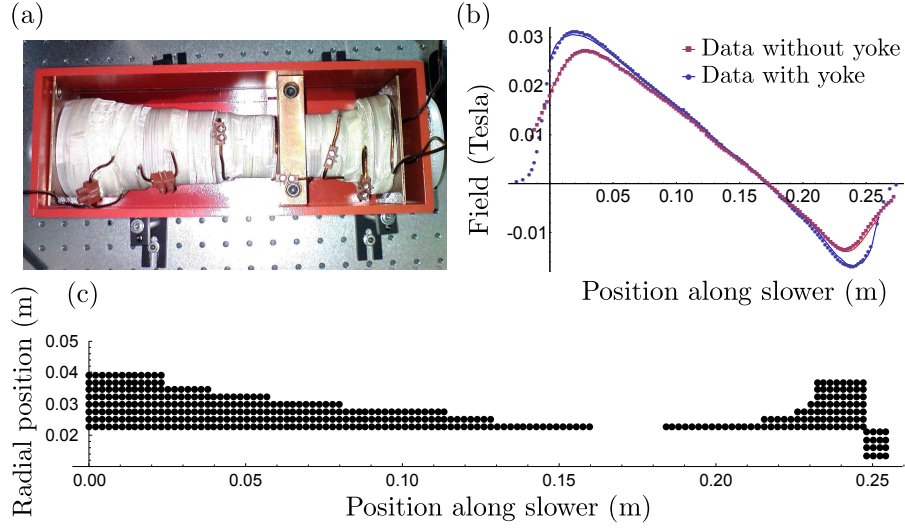 (a)
(b)
0.03
0.02
0.01
-0.01
0.05
0.10
0.15
0.20
0.25
Data without yoke
Data with yoke
Field (Tesla)
Position along slower (m)
(c)
0.05
0.04
0.03
0.02
Radial position (m)
0.00
0.05
0.10
0.15
0.20
0.25
Position along slower (m)